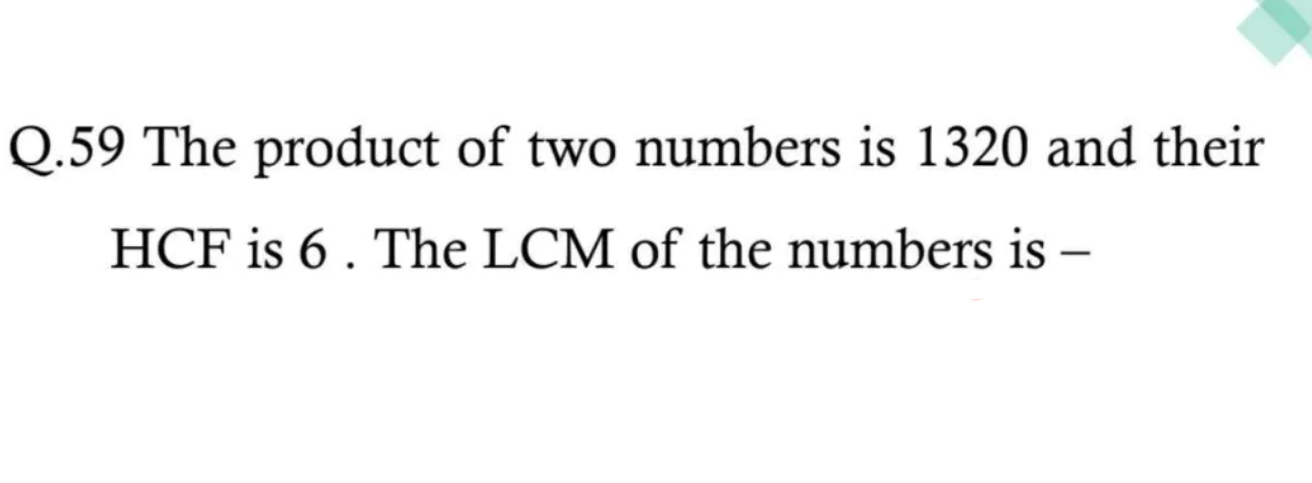 Q.59 The product of two numbers is 1320 and their
HCF is 6 . The LCM of the numbers is –